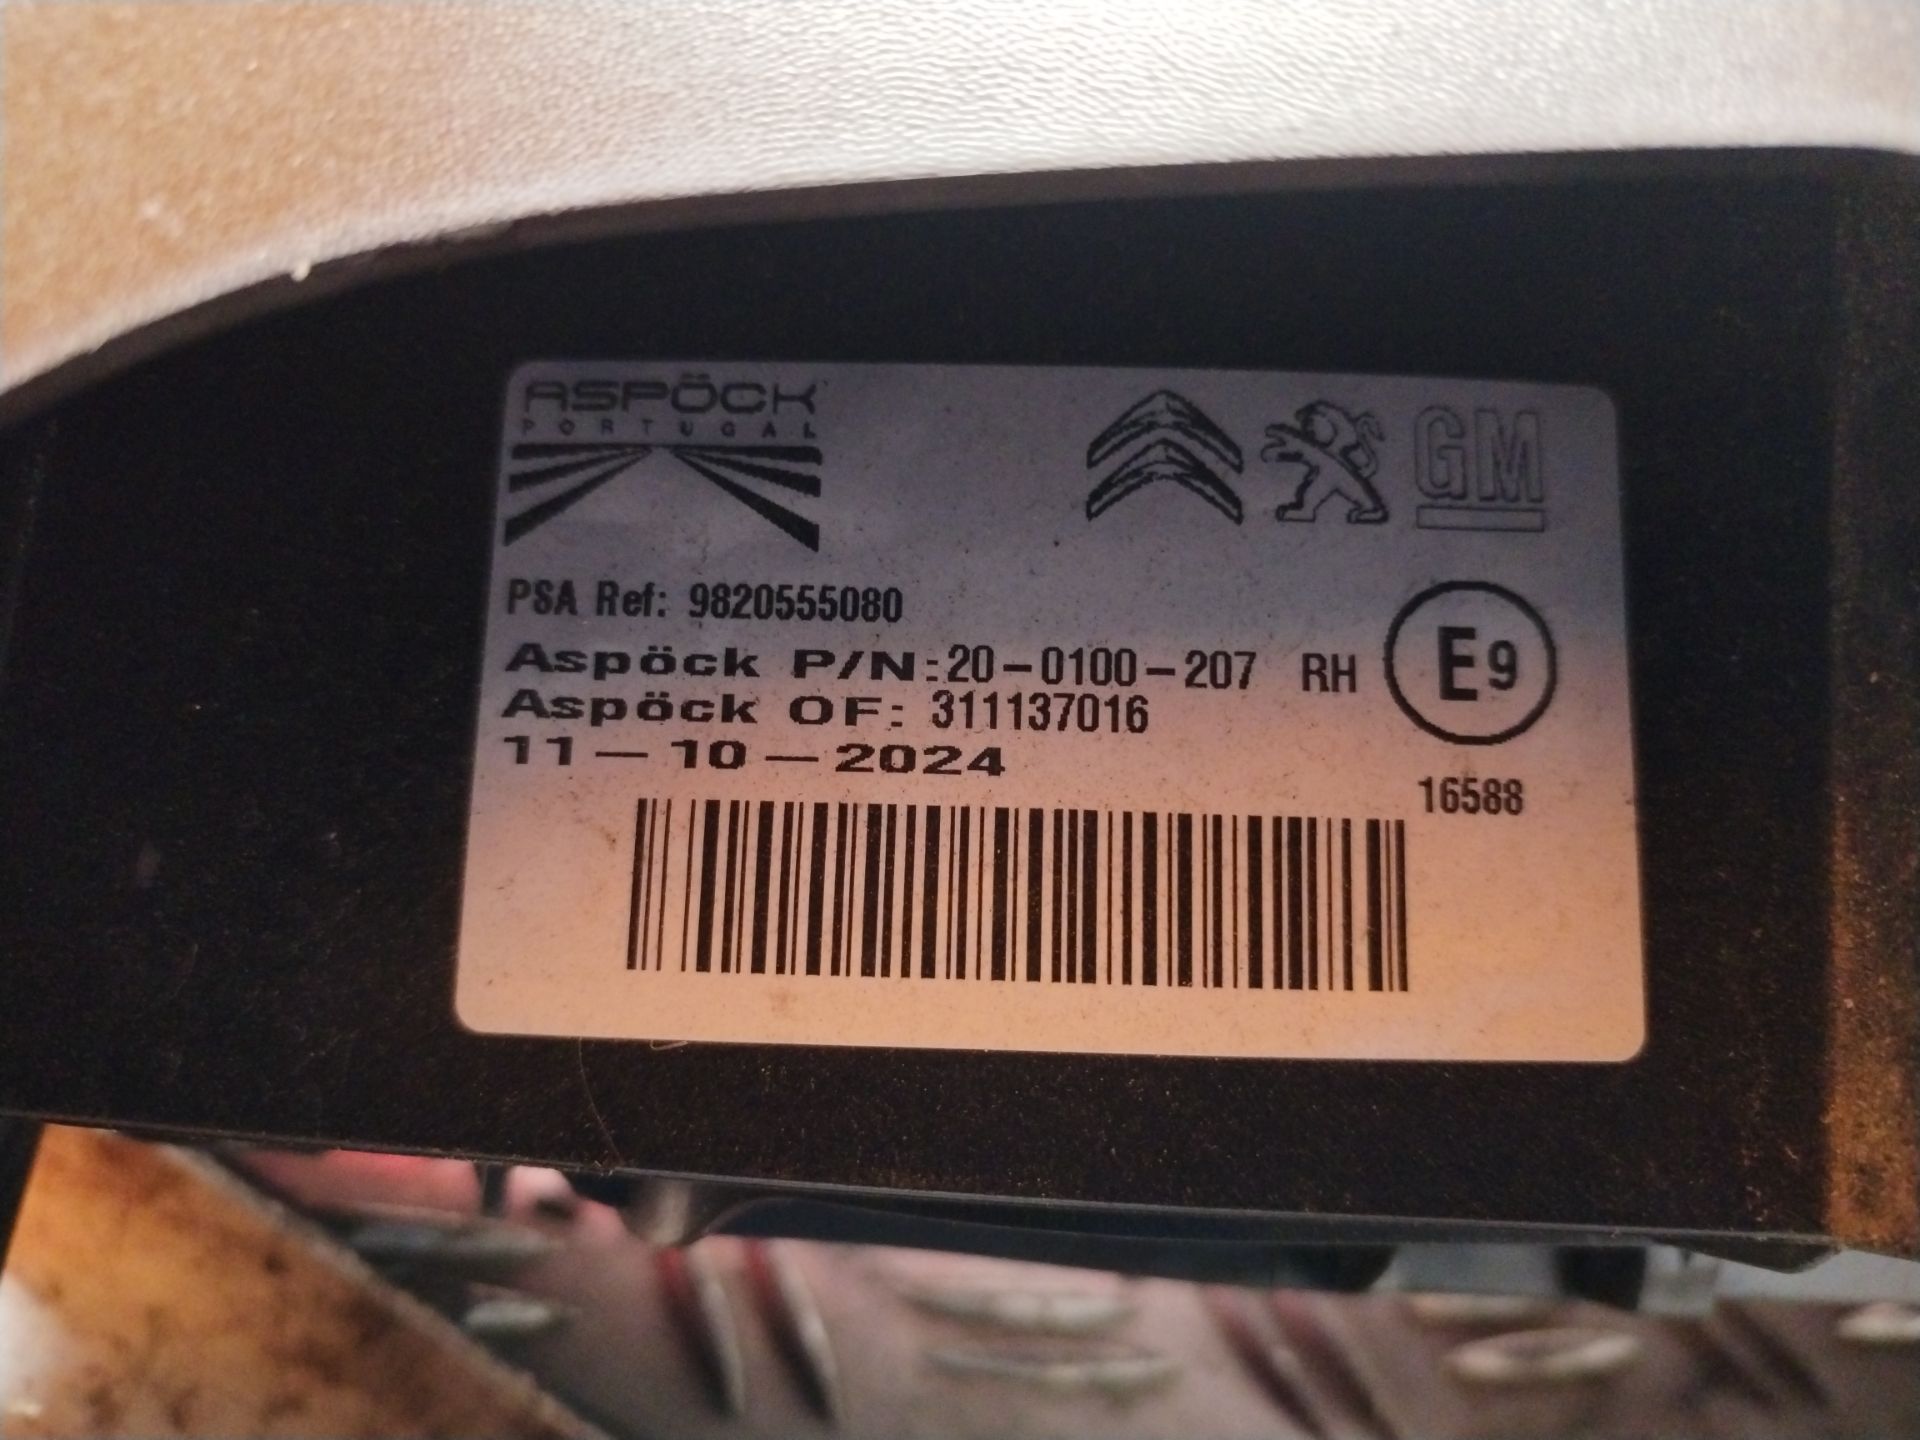 ASPÖCK
PORTUGAL
GM
PSA Ref: 9820555080
Aspöck P/N:20-0100-207 RH
E9
Aspöck OF: 311137016
11-10-2024
16588